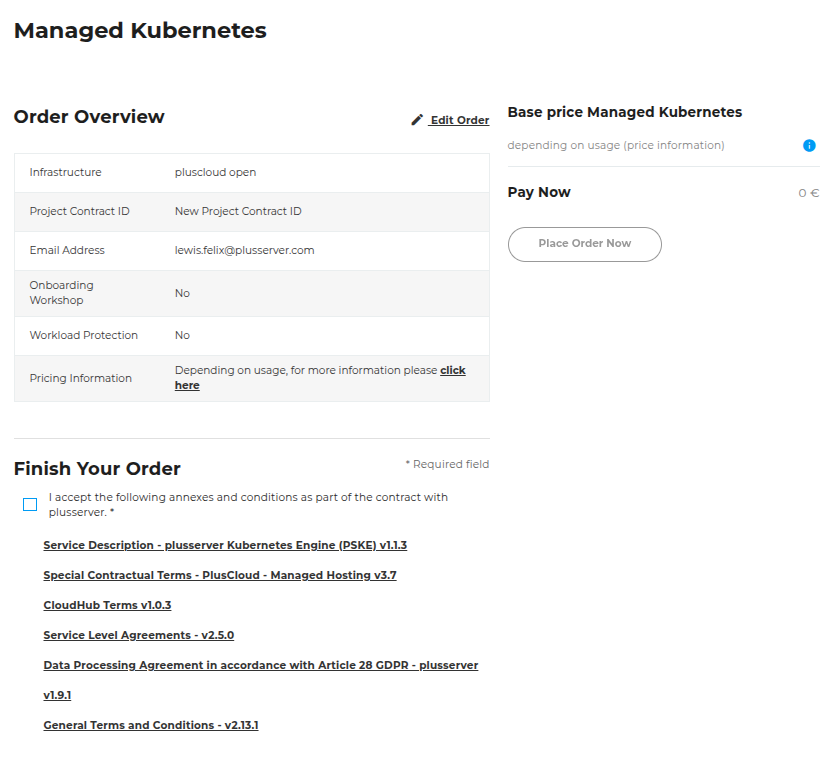 Managed Kubernetes
Order Overview
Edit Order
Infrastructure pluscloud open
Project Contract ID New Project Contract ID
Email Address lewis.felix@plusserver.com
Onboarding
Workshop
No
Workload Protection No
Pricing Information
Depending on usage, for more information please click
here
Finish Your Order
* Required field
I accept the following annexes and conditions as part of the contract with
plusserver. *
Service Description - plusserver Kubernetes Engine (PSKE) v1.1.3
Special Contractual Terms - PlusCloud - Managed Hosting v3.7
CloudHub Terms v1.0.3
Service Level Agreements - v2.5.0
Data Processing Agreement in accordance with Article 28 GDPR - plusserver
v1.9.1
General Terms and Conditions - v2.13.1
Base price Managed Kubernetes
depending on usage (price information)
Pay Now 0 €
Place Order Now